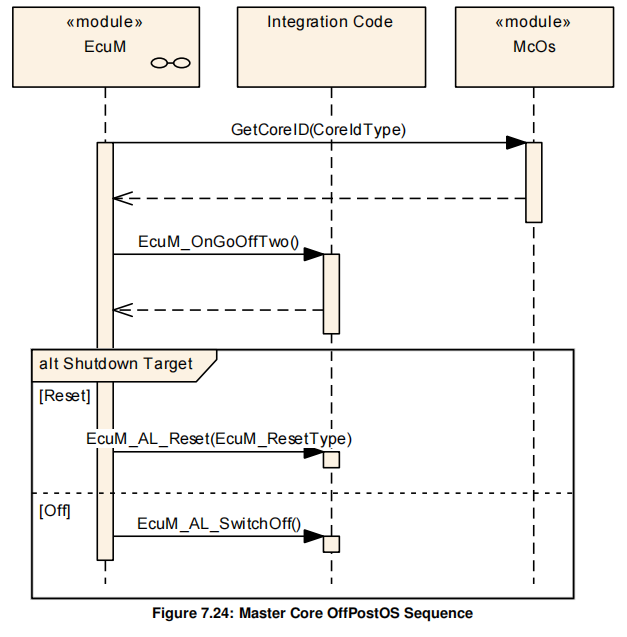 «module»
EcuM
Integration Code
«module»
McOs
GetCoreID(CoreIdType)
EcuM_OnGoOffTwo()
alt Shutdown Target
[Reset]
EcuM_AL_Reset(EcuM_ResetType)
[Off]
EcuM_AL_SwitchOff()
Figure 7.24: Master Core OffPostOS Sequence